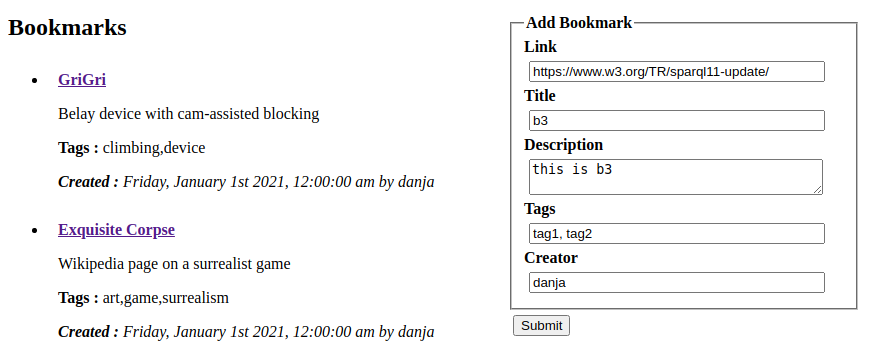 Bookmarks
GriGri
Belay device with cam-assisted blocking
Tags : climbing,device
Created : Friday, January 1st 2021, 12:00:00 am by danja
Exquisite Corpse
Wikipedia page on a surrealist game
Tags : art,game,surrealism
Created : Friday, January 1st 2021, 12:00:00 am by danja
Add Bookmark
Link
https://www.w3.org/TR/sparql11-update/
Title
b3
Description
this is b3
Tags
tag1, tag2
Creator
danja
Submit